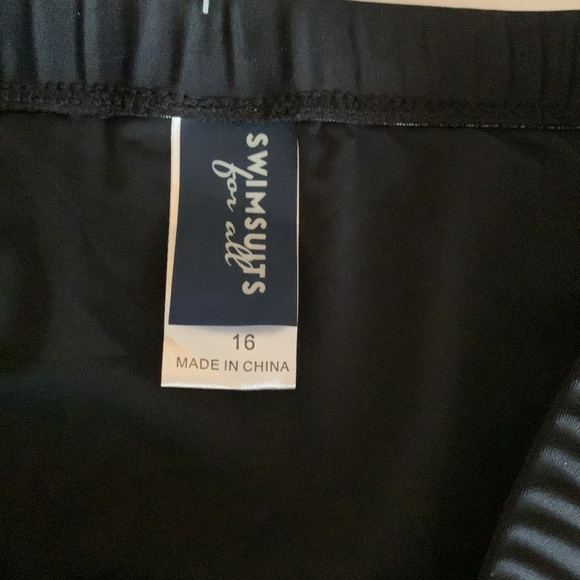 SWIMSUITS
for all
16
MADE IN CHINA